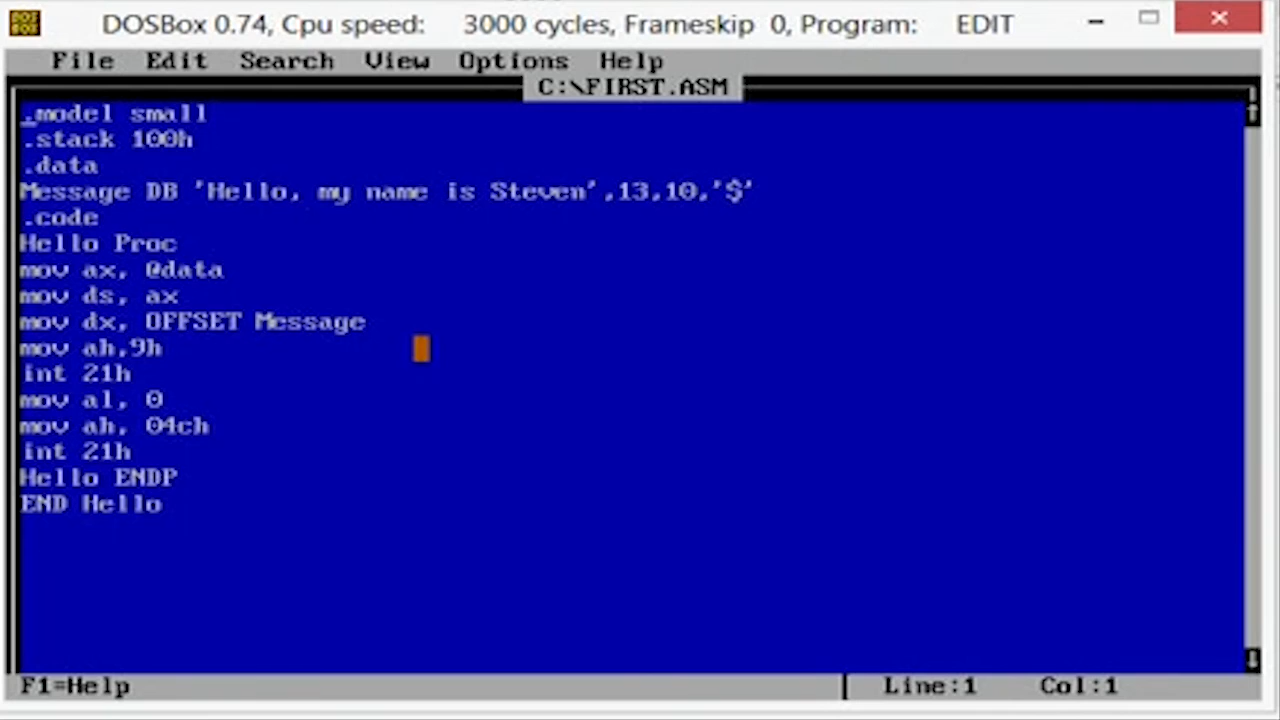 DOSBox 0.74, Cpu speed: 3000 cycles, Frameskip 0, Program: EDIT
File Edit Search View Options Help
C:\FIRST.ASM
.model small
.stack 100h
.data
Message DB 'Hello, my name is Steven',13,10,'$'
.code
Hello Proc
mov ax, @data
mov ds, ax
mov dx, OFFSET Message
mov ah,9h
int 21h
mov al, 0
mov ah, 04ch
int 21h
Hello ENDP
END Hello
F1=Help Line:1 Col:1